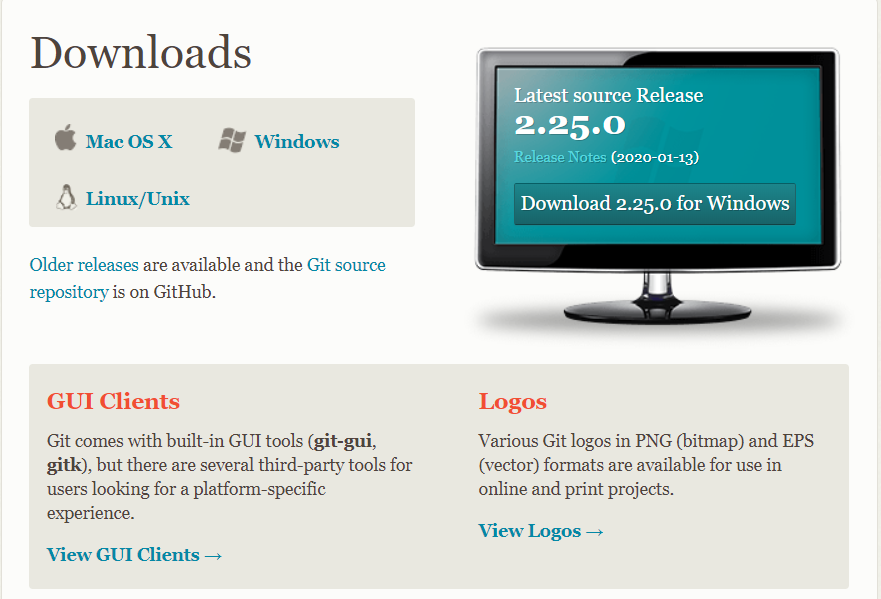 Downloads
Mac OS X
Windows
Linux/Unix
Older releases are available and the Git source
repository is on GitHub.
Latest source Release
2.25.0
Release Notes (2020-01-13)
Download 2.25.0 for Windows
GUI Clients
Git comes with built-in GUI tools (git-gui,
gitk), but there are several third-party tools for
users looking for a platform-specific
experience.
View GUI Clients →
Logos
Various Git logos in PNG (bitmap) and EPS
(vector) formats are available for use in
online and print projects.
View Logos →